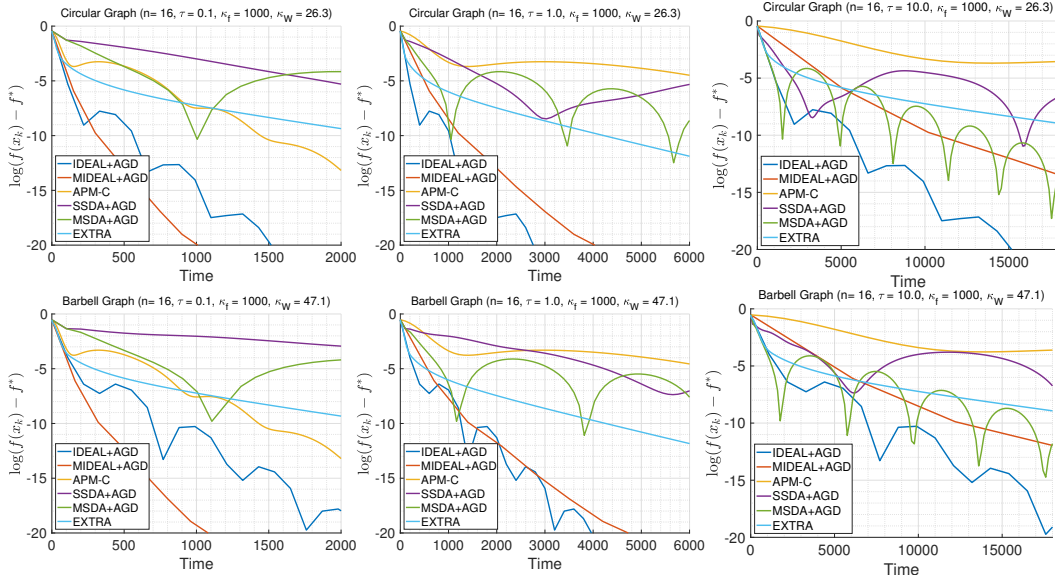 Circular Graph (n= 16, τ = 0.1, κf = 1000, κW = 26.3)
0
-5
-10
-15
-20
log(f(xk) − f*)
IDEAL+AGD
MIDEAL+AGD
APM-C
SSDA+AGD
MSDA+AGD
EXTRA
0 500 1000 1500 2000
Time
Circular Graph (n= 16, τ = 1.0, κf = 1000, κW = 26.3)
0
-5
-10
-15
-20
log(f(xk) − f*)
IDEAL+AGD
MIDEAL+AGD
APM-C
SSDA+AGD
MSDA+AGD
EXTRA
0 1000 2000 3000 4000 5000 6000
Time
Circular Graph (n= 16, τ = 10.0, κf = 1000, κW = 26.3)
0
-5
-10
-15
-20
log(f(xk) − f*)
IDEAL+AGD
MIDEAL+AGD
APM-C
SSDA+AGD
MSDA+AGD
EXTRA
0 5000 10000 15000
Time
Barbell Graph (n= 16, τ = 0.1, κf = 1000, κW = 47.1)
0
-5
-10
-15
-20
log(f(xk) − f*)
IDEAL+AGD
MIDEAL+AGD
APM-C
SSDA+AGD
MSDA+AGD
EXTRA
0 500 1000 1500 2000
Time
Barbell Graph (n= 16, τ = 1.0, κf = 1000, κW = 47.1)
0
-5
-10
-15
-20
log(f(xk) − f*)
IDEAL+AGD
MIDEAL+AGD
APM-C
SSDA+AGD
MSDA+AGD
EXTRA
0 1000 2000 3000 4000 5000 6000
Time
Barbell Graph (n= 16, τ = 10.0, κf = 1000, κW = 47.1)
0
-5
-10
-15
-20
log(f(xk) − f*)
IDEAL+AGD
MIDEAL+AGD
APM-C
SSDA+AGD
MSDA+AGD
EXTRA
0 5000 10000 15000
Time